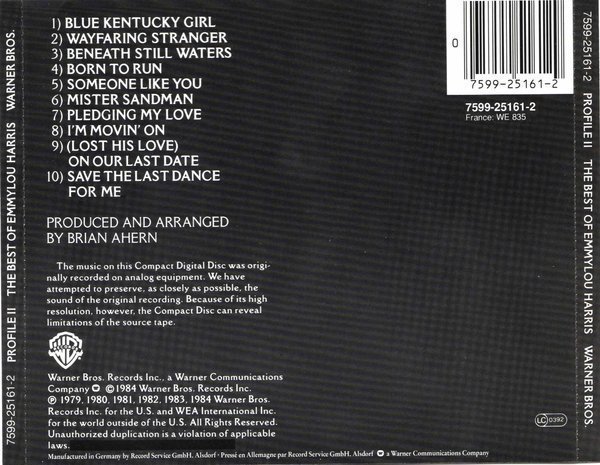 1) BLUE KENTUCKY GIRL
2) WAYFARING STRANGER
3) BENEATH STILL WATERS
4) BORN TO RUN
5) SOMEONE LIKE YOU
6) MISTER SANDMAN
7) PLEDGING MY LOVE
8) I'M MOVIN' ON
9) (LOST HIS LOVE)
ON OUR LAST DATE
10) SAVE THE LAST DANCE
FOR ME
PRODUCED AND ARRANGED
BY BRIAN AHERN
The music on this Compact Digital Disc was origi-
nally recorded on analog equipment. We have
attempted to preserve, as closely as possible, the
sound of the original recording. Because of its high
resolution, however, the Compact Disc can reveal
limitations of the source tape.
Warner Bros. Records Inc., a Warner Communications
Company © ℗ 1984 Warner Bros. Records Inc.
℗ 1979, 1980, 1981, 1982, 1983, 1984 Warner Bros.
Records Inc. for the U.S. and WEA International Inc.
for the world outside of the U.S. All Rights Reserved.
Unauthorized duplication is a violation of applicable
laws.
Manufactured in Germany by Record Service GmbH, Alsdorf · Pressé en Allemagne par Record Service GmbH, Alsdorf · a Warner Communications Company
0
7599-25161-2
7599-25161-2
France: WE 835
LC 0392
7599-25161-2 PROFILE II THE BEST OF EMMYLOU HARRIS WARNER BROS.
7599-25161-2 PROFILE II THE BEST OF EMMYLOU HARRIS WARNER BROS.